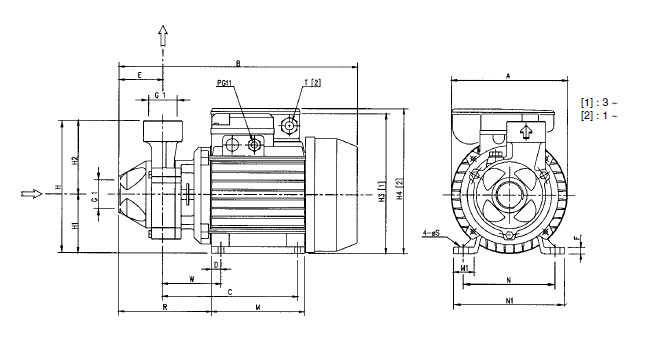 B
A
E
PG11
T [2]
G 1
[1] : 3 ~
[2] : 1 ~
H
H2
G 1
H1
H3 [1]
H4 [2]
4-øS
F
D
M1
W
C
N
R
M
N1